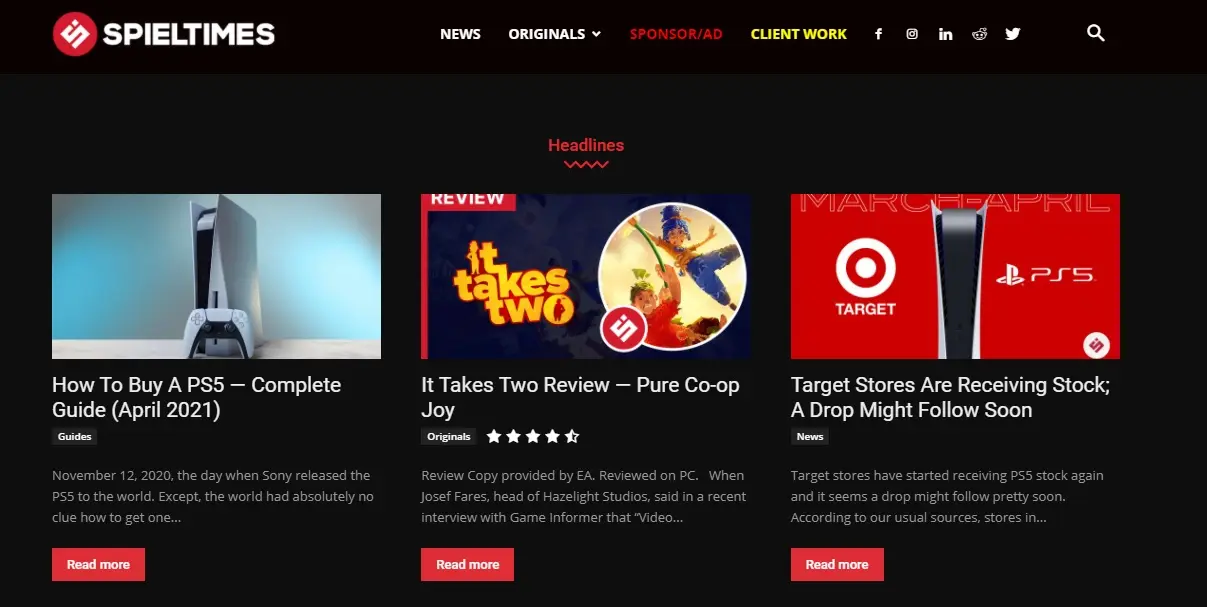 SPIELTIMES
NEWS ORIGINALS SPONSOR/AD CLIENT WORK
Headlines
REVIEW
it
takes
two
MARCH-APRIL
TARGET
PS5
How To Buy A PS5 — Complete
Guide (April 2021)
Guides
November 12, 2020, the day when Sony released the
PS5 to the world. Except, the world had absolutely no
clue how to get one...
Read more
It Takes Two Review — Pure Co-op
Joy
Originals
Review Copy provided by EA. Reviewed on PC. When
Josef Fares, head of Hazelight Studios, said in a recent
interview with Game Informer that “Video...
Read more
Target Stores Are Receiving Stock;
A Drop Might Follow Soon
News
Target stores have started receiving PS5 stock again
and it seems a drop might follow pretty soon.
According to our usual sources, stores in...
Read more